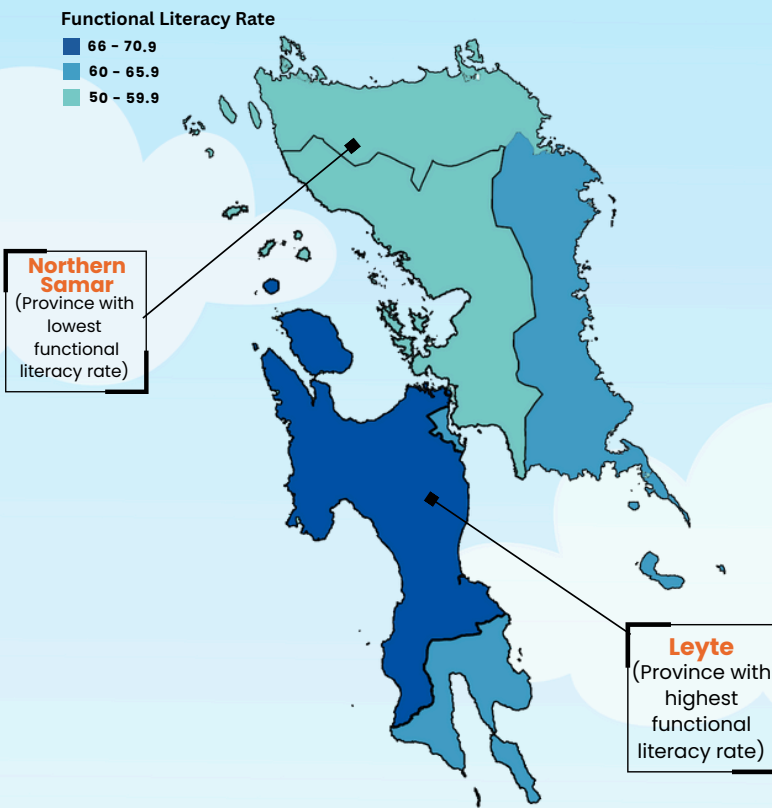 Functional Literacy Rate
66 - 70.9
60 - 65.9
50 - 59.9
Northern
Samar
(Province with
lowest
functional
literacy rate)
Leyte
(Province with
highest
functional
literacy rate)